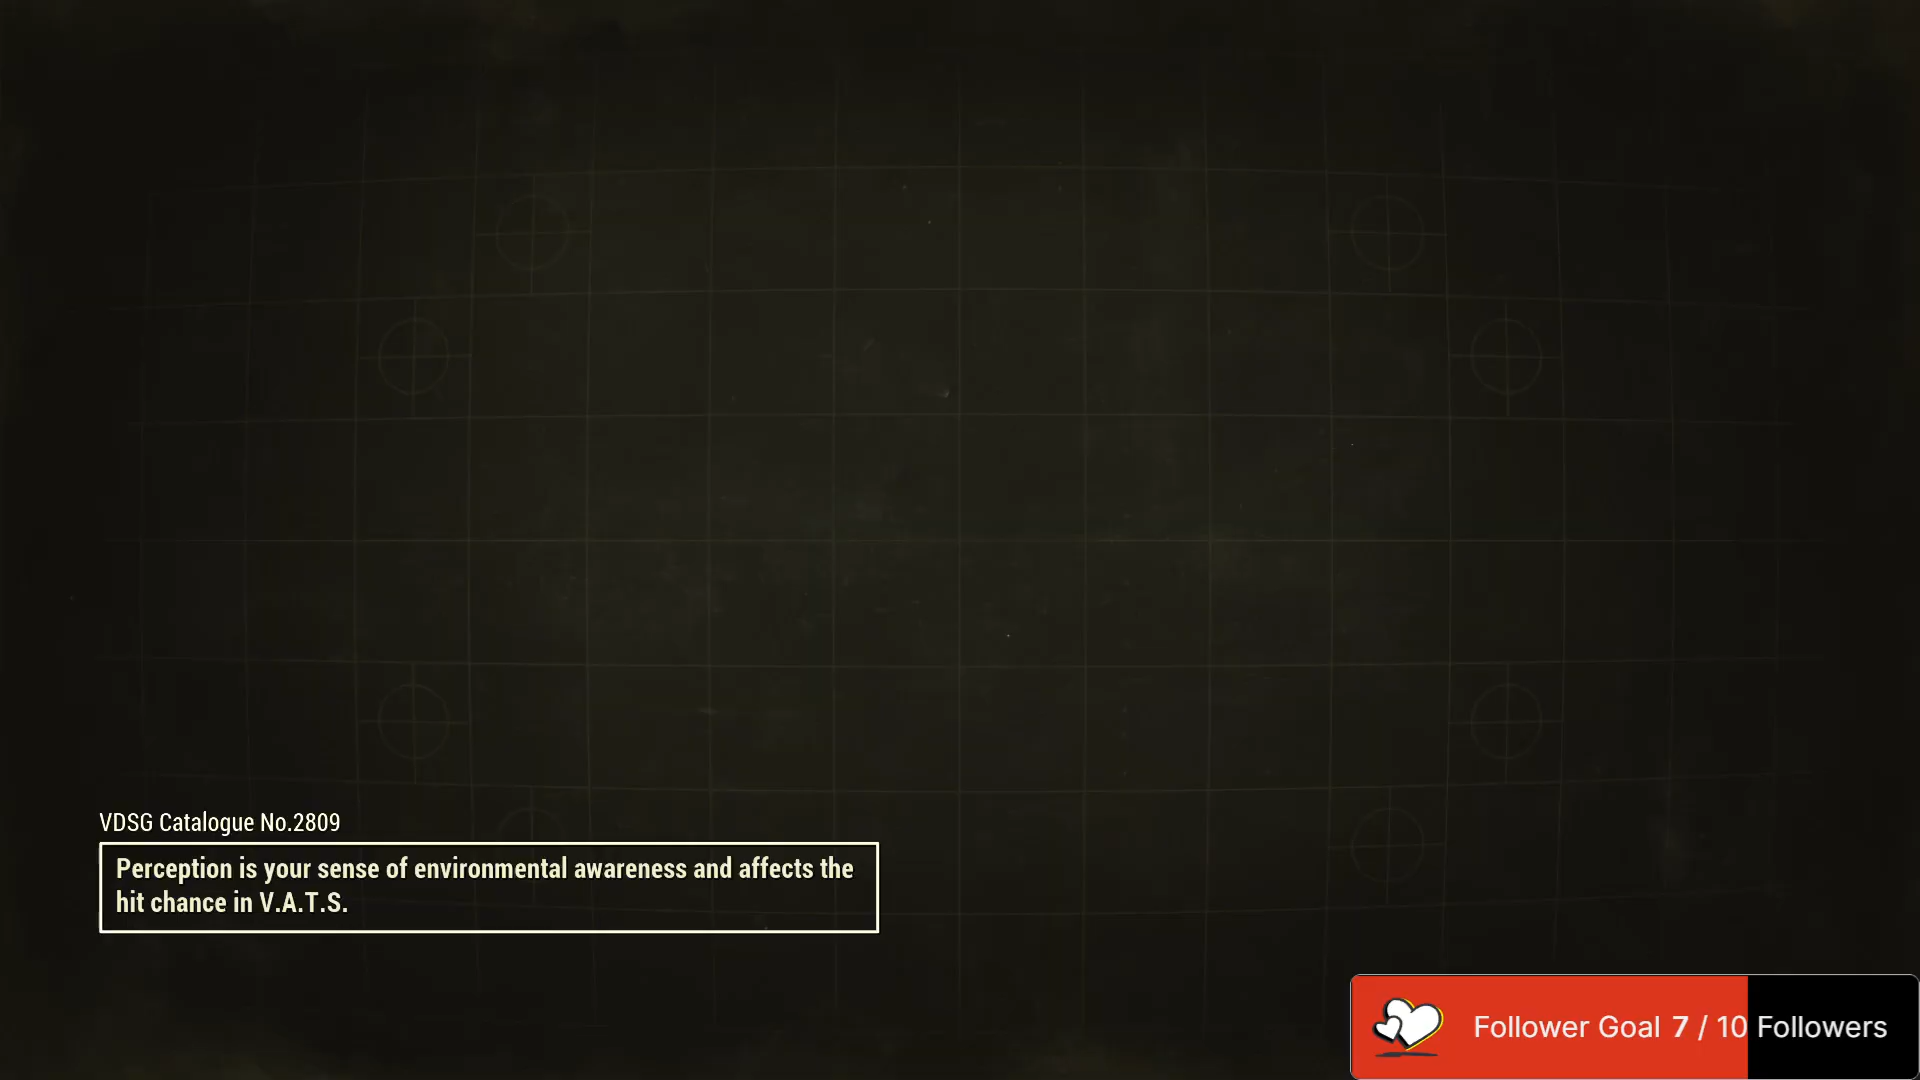 VDSG Catalogue No.2809
Perception is your sense of environmental awareness and affects the
hit chance in V.A.T.S.
Follower Goal 7 / 10 Followers